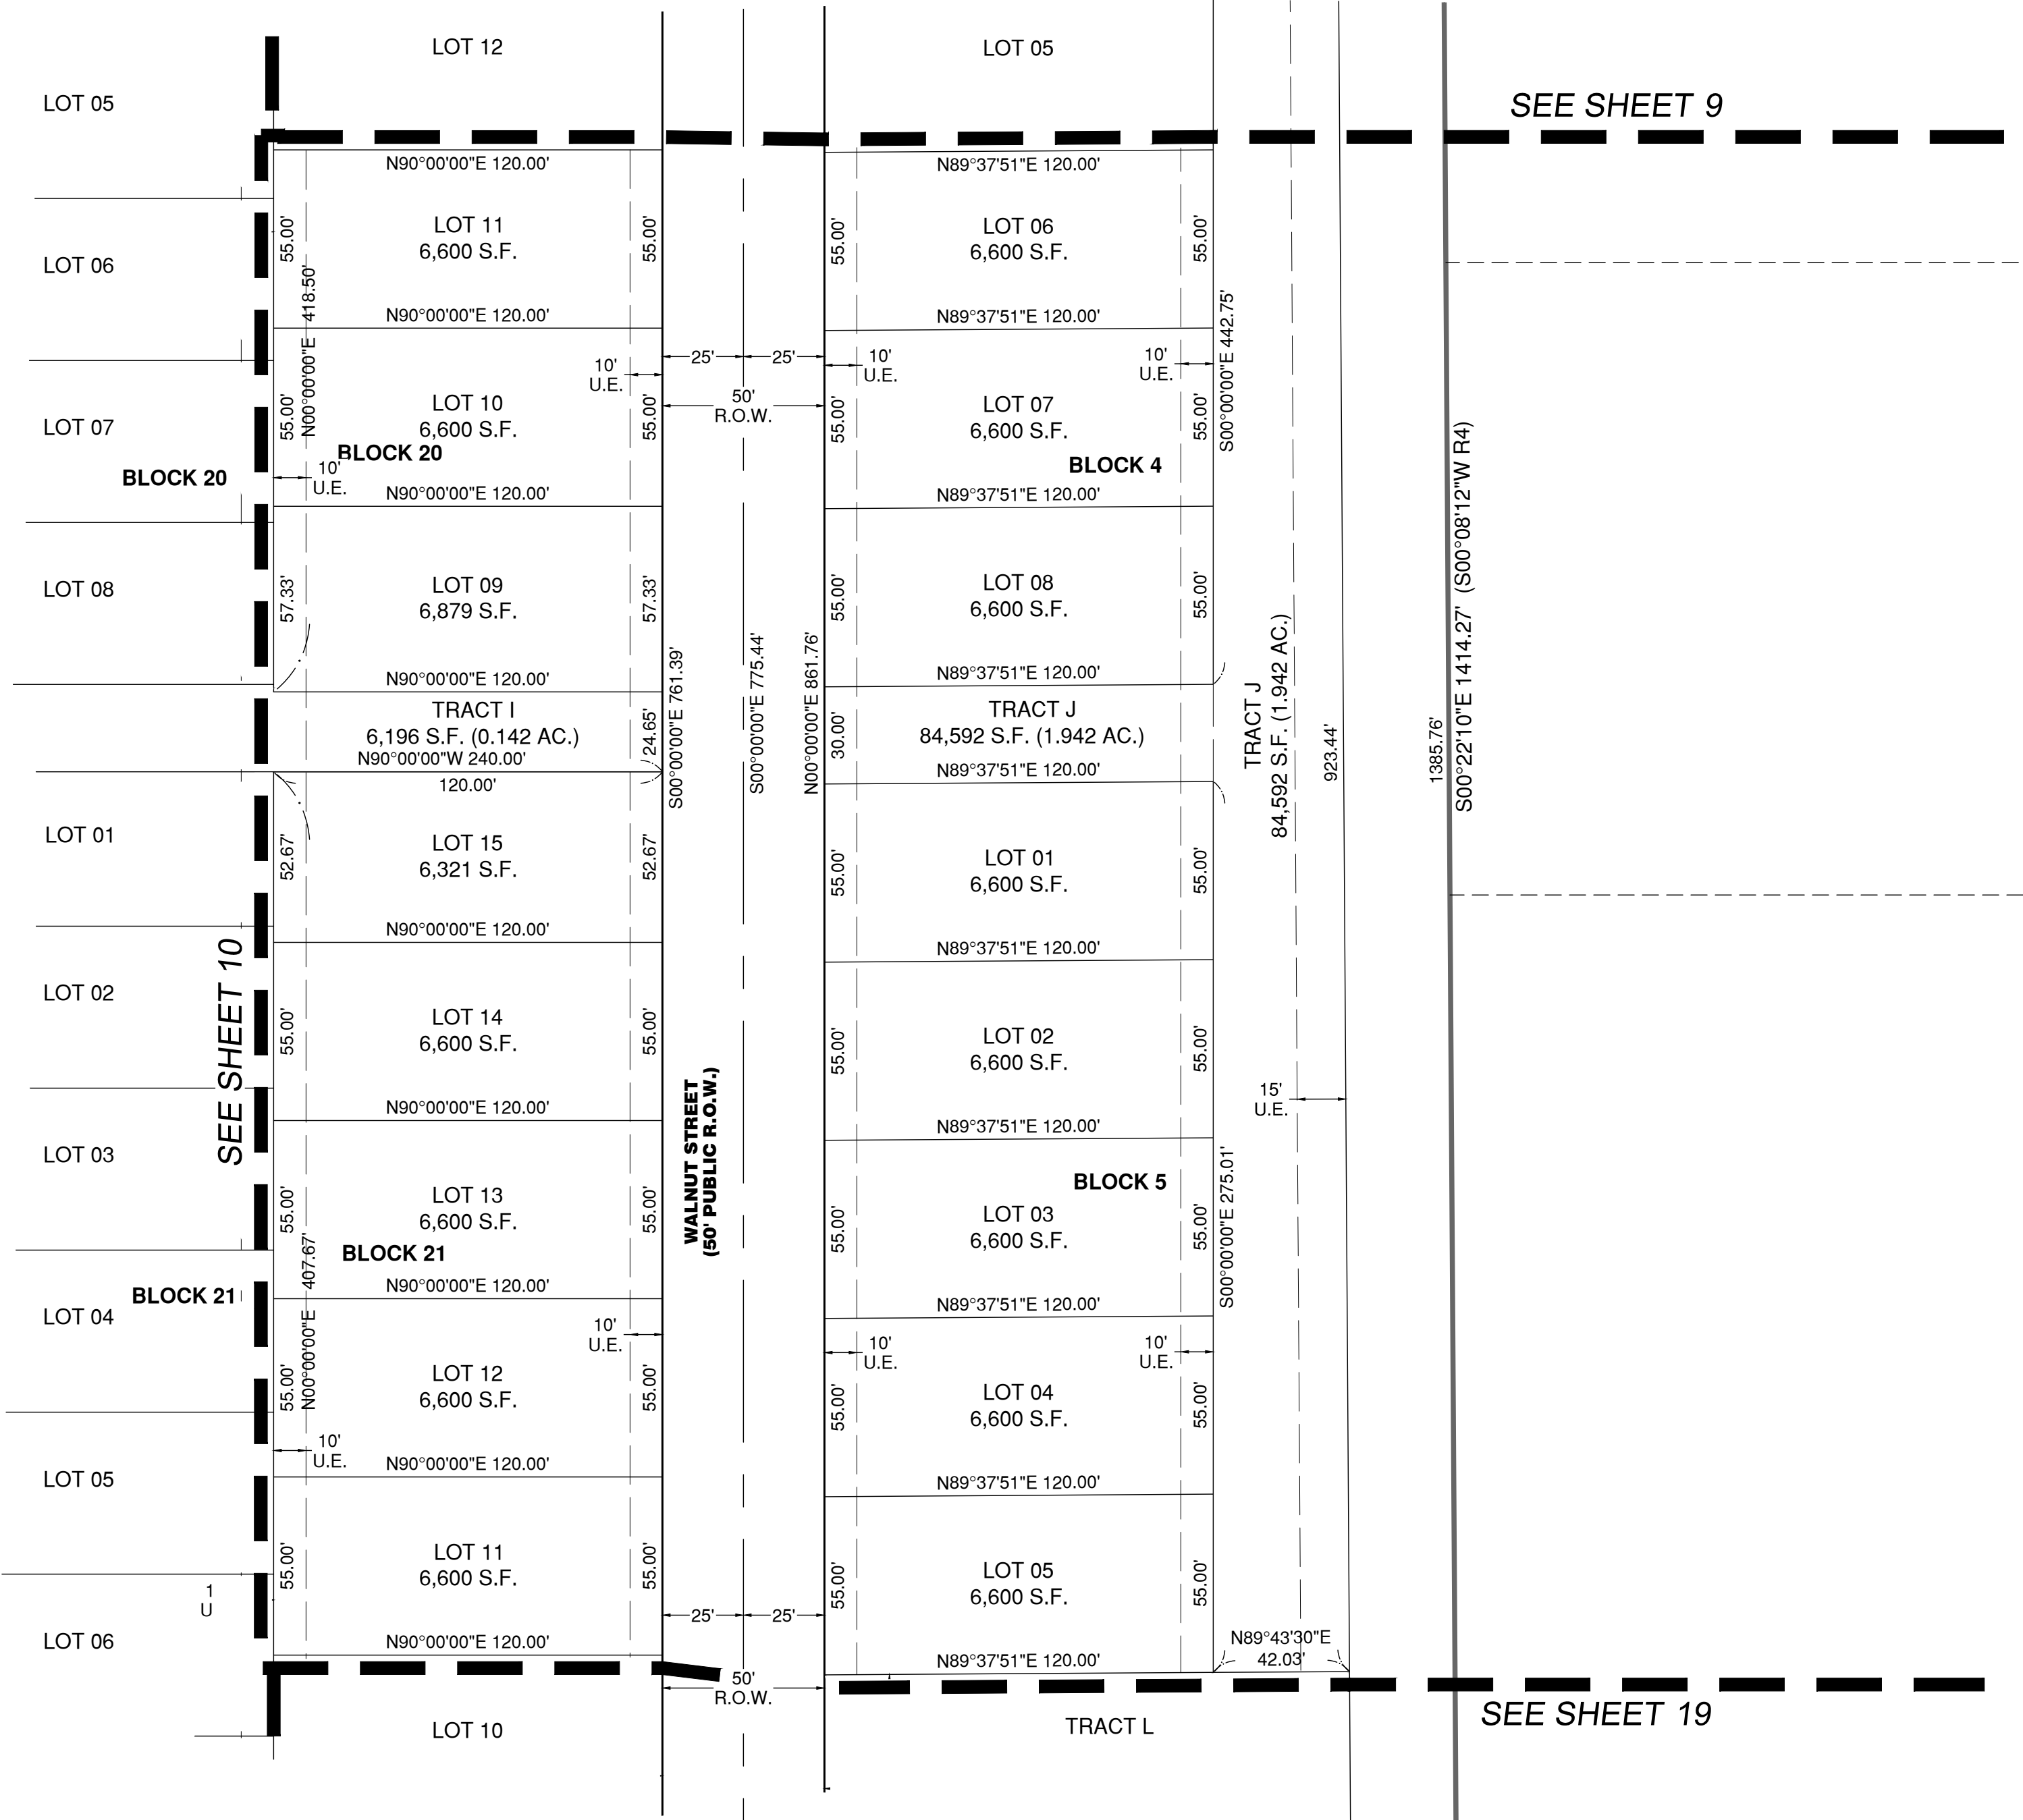 LOT 12
LOT 05
LOT 05
SEE SHEET 9
N90°00'00"E 120.00'
N89°37'51"E 120.00'
LOT 11
6,600 S.F.
55.00'
55.00'
LOT 06
6,600 S.F.
55.00'
55.00'
LOT 06
N00°00'00"E 418.50'
S00°00'00"E 442.75'
N90°00'00"E 120.00'
N89°37'51"E 120.00'
25'
25'
10'
U.E.
10'
U.E.
10'
U.E.
50'
R.O.W.
LOT 07
55.00'
LOT 10
6,600 S.F.
55.00'
55.00'
LOT 07
6,600 S.F.
55.00'
BLOCK 20
BLOCK 20
BLOCK 4
10'
U.E.
N90°00'00"E 120.00'
N89°37'51"E 120.00'
S00°22'10"E 1414.27' (S00°08'12"W R4)
LOT 08
57.33'
LOT 09
6,879 S.F.
57.33'
55.00'
LOT 08
6,600 S.F.
55.00'
N90°00'00"E 120.00'
N89°37'51"E 120.00'
S00°00'00"E 761.39'
S00°00'00"E 775.44'
N00°00'00"E 861.76'
TRACT I
6,196 S.F. (0.142 AC.)
N90°00'00"W 240.00'
24.65'
120.00'
30.00'
TRACT J
84,592 S.F. (1.942 AC.)
N89°37'51"E 120.00'
TRACT J
84,592 S.F. (1.942 AC.)
923.44'
1385.76'
LOT 01
52.67'
LOT 15
6,321 S.F.
52.67'
55.00'
LOT 01
6,600 S.F.
55.00'
N90°00'00"E 120.00'
N89°37'51"E 120.00'
SEE SHEET 10
LOT 02
55.00'
LOT 14
6,600 S.F.
55.00'
55.00'
LOT 02
6,600 S.F.
55.00'
15'
U.E.
N90°00'00"E 120.00'
N89°37'51"E 120.00'
WALNUT STREET
(50' PUBLIC R.O.W.)
LOT 03
55.00'
LOT 13
6,600 S.F.
55.00'
BLOCK 5
55.00'
LOT 03
6,600 S.F.
55.00'
S00°00'00"E 275.01'
BLOCK 21
BLOCK 21
N00°00'00"E 407.67'
N90°00'00"E 120.00'
N89°37'51"E 120.00'
LOT 04
10'
U.E.
10'
U.E.
10'
U.E.
55.00'
LOT 12
6,600 S.F.
55.00'
55.00'
LOT 04
6,600 S.F.
55.00'
10'
U.E.
N90°00'00"E 120.00'
N89°37'51"E 120.00'
LOT 05
55.00'
LOT 11
6,600 S.F.
55.00'
55.00'
LOT 05
6,600 S.F.
55.00'
1
U
25'
25'
LOT 06
N90°00'00"E 120.00'
N89°37'51"E 120.00'
N89°43'30"E
42.03'
50'
R.O.W.
LOT 10
TRACT L
SEE SHEET 19